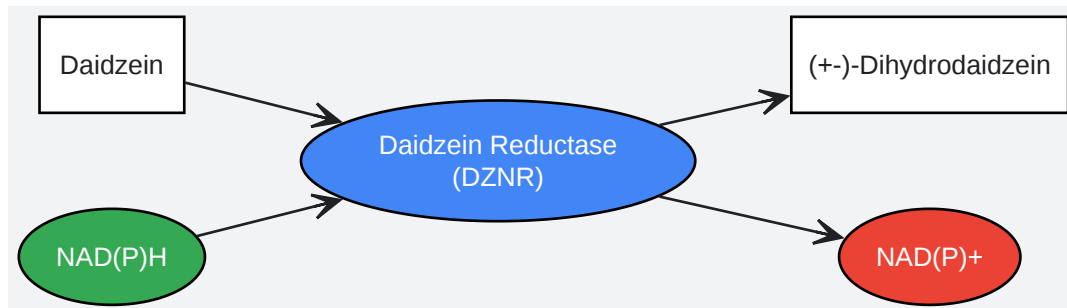 Daidzein
(+-)-Dihydrodaidzein
Daidzein Reductase
(DZNR)
NAD(P)H
NAD(P)+